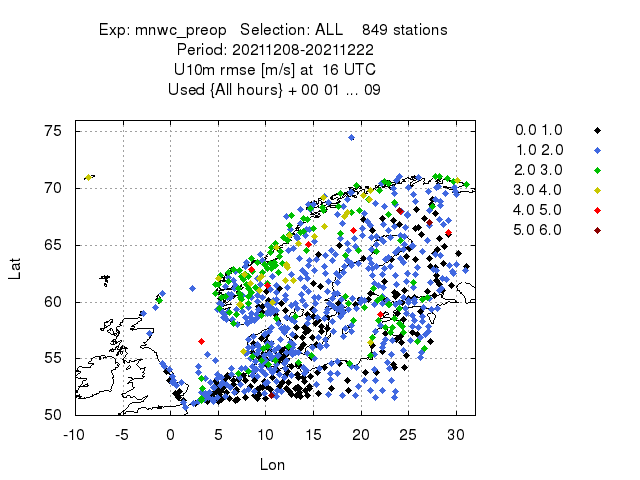 Exp: mnwc_preop   Selection: ALL    849 stations
Period: 20211208-20211222
U10m rmse [m/s] at  16 UTC
Used {All hours} + 00 01 ... 09
0.0 1.0
1.0 2.0
2.0 3.0
3.0 4.0
4.0 5.0
5.0 6.0
75
70
65
60
55
50
Lat
-10 -5 0 5 10 15 20 25 30
Lon